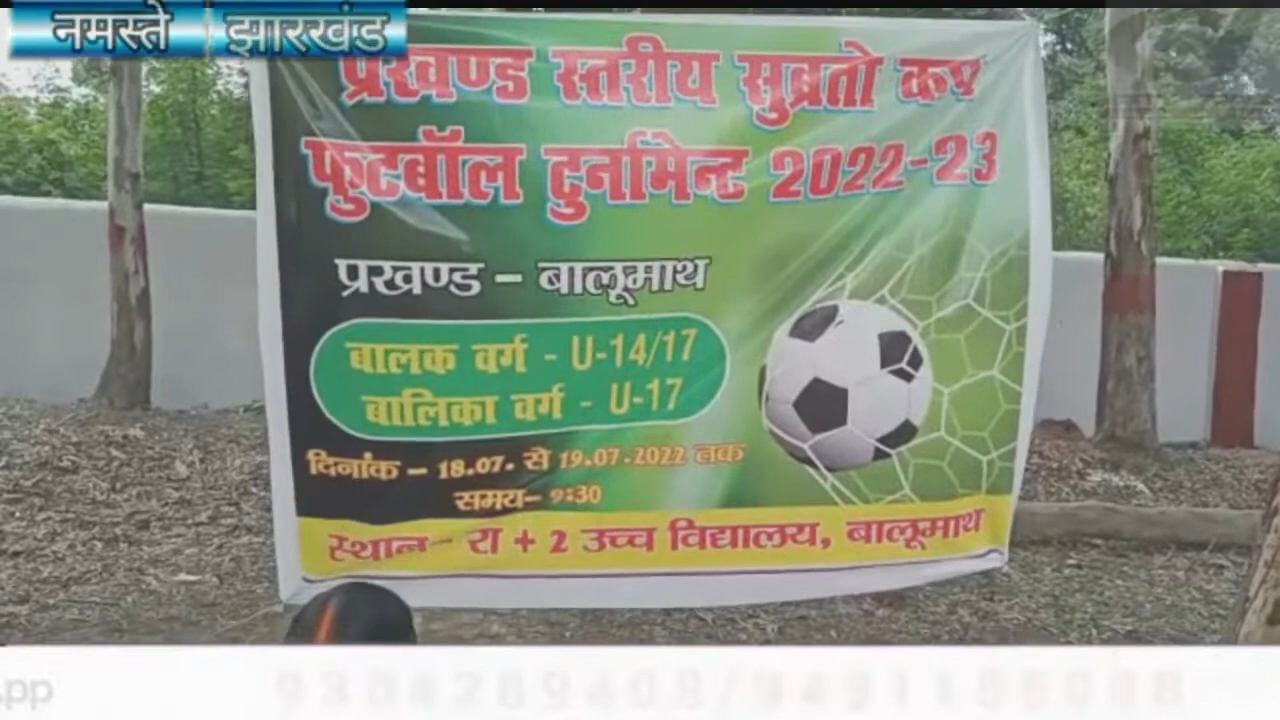 नमस्ते झारखंड
प्रखण्ड स्तरीय सुब्रतो कप
फुटबॉल टुर्नामेन्ट 2022-23
प्रखण्ड - बालूमाथ
बालक वर्ग - U-14/17
बालिका वर्ग - U-17
दिनांक - 18.07. से 19.07.2022 तक
समय- 9:30
स्थान- रा + 2 उच्च विद्यालय, बालूमाथ